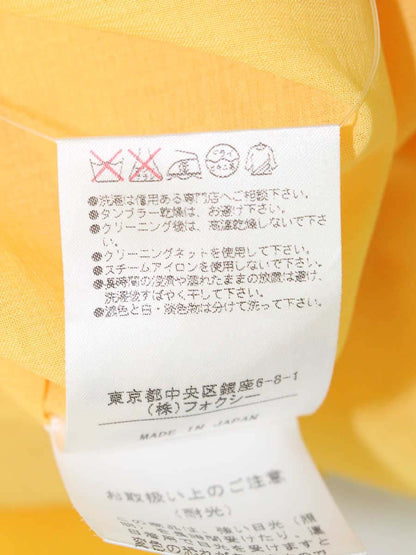 ●洗濯は信用ある専門店へご相談下さい。
●タンブラー乾燥は、お避け下さい。
●クリーニング後は、高温乾燥しないで下さい。
●クリーニングネットを使用して下さい。
●スチームアイロンを使用しないで下さい。
●長時間の浸漬や濡れたままの放置は避け、
洗濯後すばやく干して下さい。
●濃色と白・淡色物は分けて洗って下さい。
東京都中央区銀座6-8-1
(株)フォクシー
MADE IN JAPAN
お取扱い上のご注意
(耐光)
強い日光